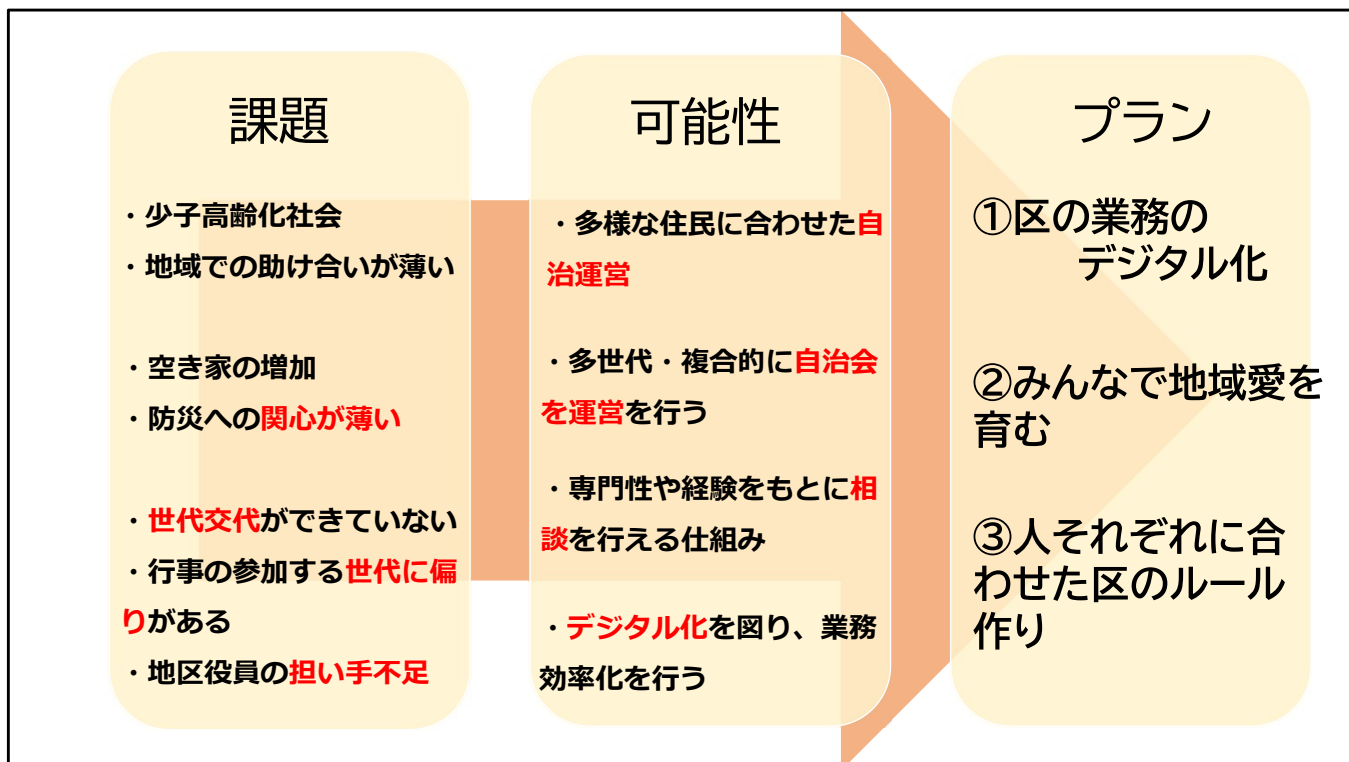 課題
・少子高齢化社会
・地域での助け合いが薄い
・空き家の増加
・防災への関心が薄い
・世代交代ができていない
・行事の参加する世代に偏
りがある
・地区役員の担い手不足
可能性
・多様な住民に合わせた自
治運営
・多世代・複合的に自治会
を運営を行う
・専門性や経験をもとに相
談を行える仕組み
・デジタル化を図り、業務
効率化を行う
プラン
①区の業務の
デジタル化
②みんなで地域愛を
育む
③人それぞれに合
わせた区のルール
作り